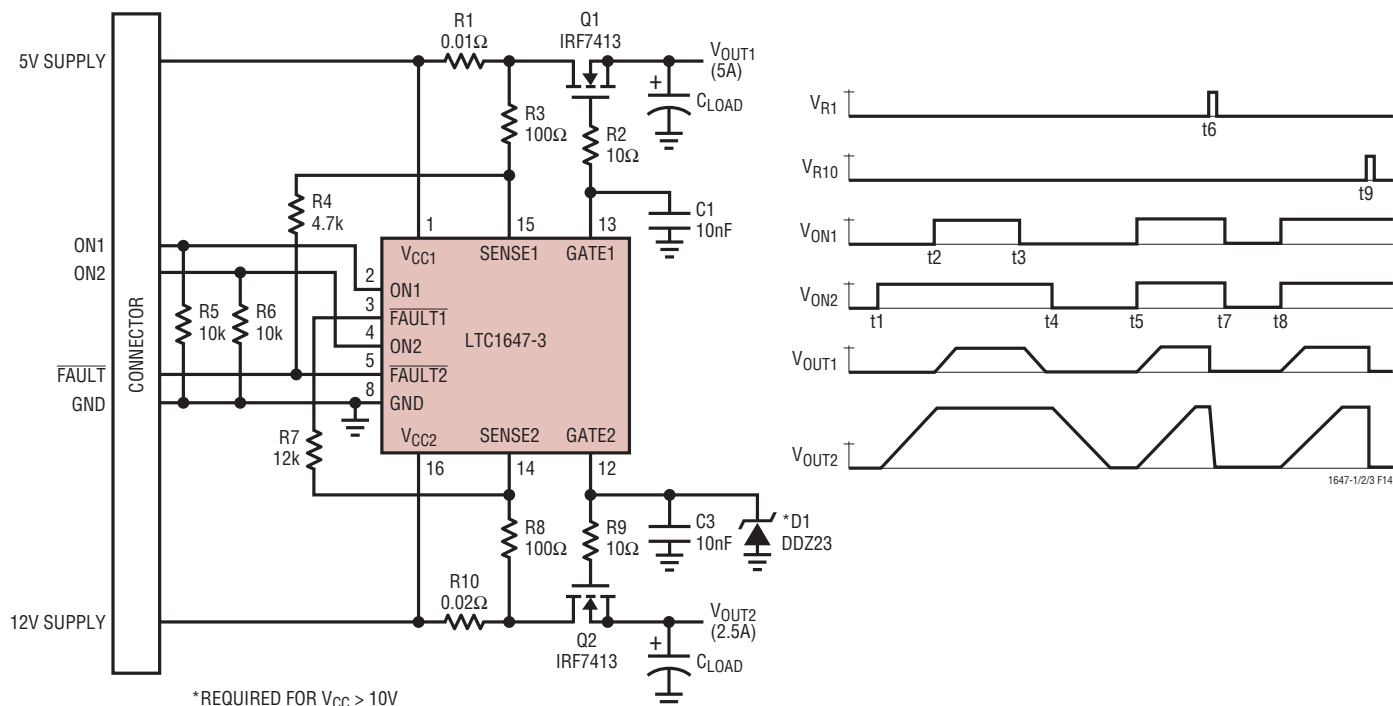 R1
0.01Ω
Q1
IRF7413
5V SUPPLY
VOUT1
(5A)
+
CLOAD
R3
100Ω
R2
10Ω
R4
4.7k
C1
10nF
1
15
13
VCC1
SENSE1
GATE1
ON1
ON2
2
ON1
3
FAULT1
4
ON2
5
FAULT2
8
GND
LTC1647-3
R5
10k
R6
10k
CONNECTOR
FAULT
GND
R7
12k
VCC2
SENSE2
GATE2
16
14
12
R8
100Ω
R9
10Ω
C3
10nF
*D1
DDZ23
R10
0.02Ω
12V SUPPLY
Q2
IRF7413
VOUT2
(2.5A)
+
CLOAD
*REQUIRED FOR VCC > 10V
VR1
t6
VR10
t9
VON1
t2
t3
VON2
t1
t4
t5
t7
t8
VOUT1
VOUT2
1647-1/2/3 F14